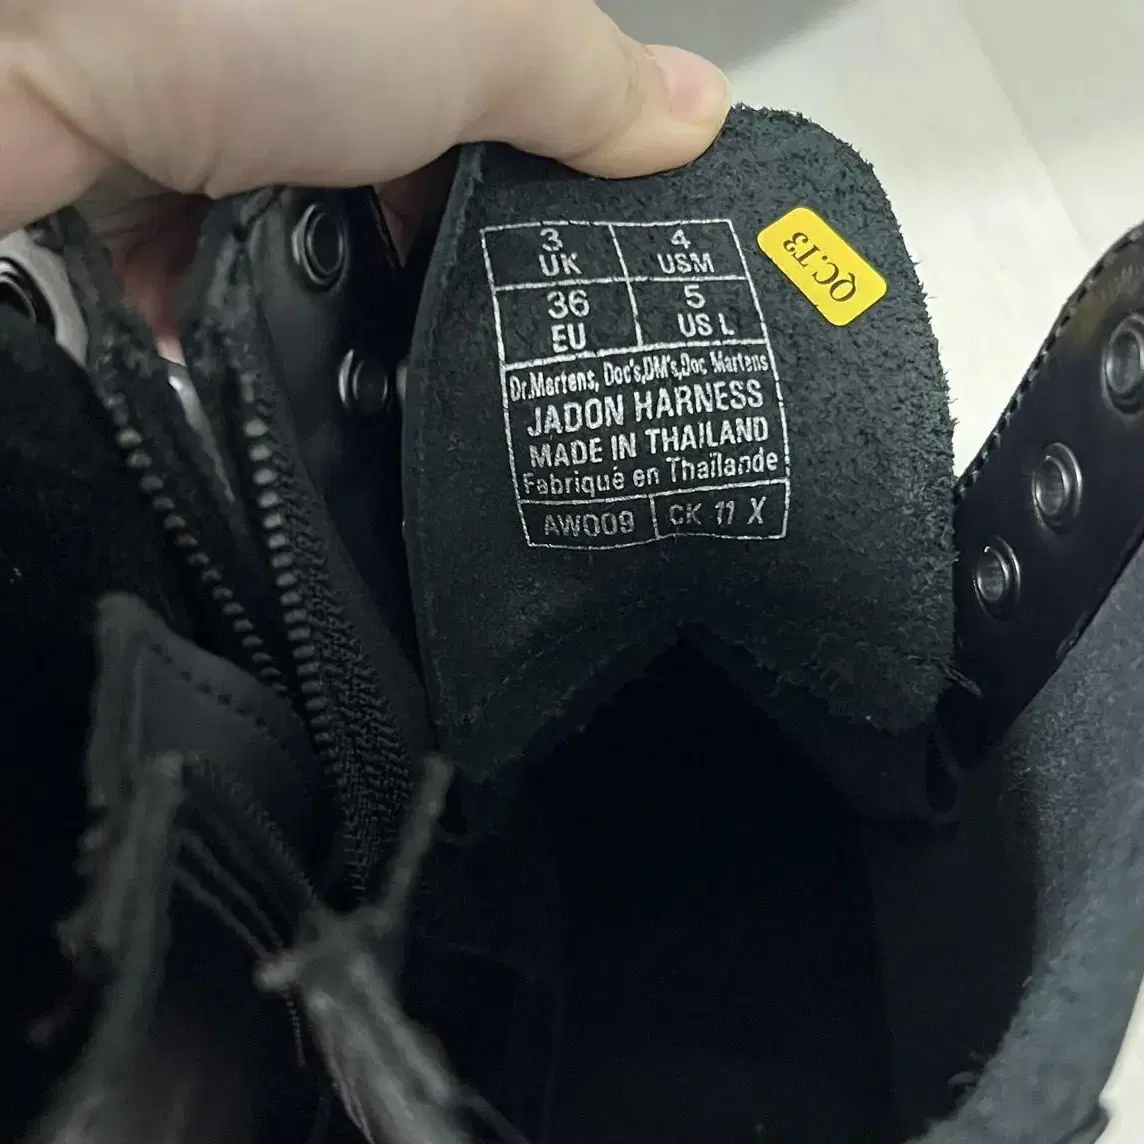 3 UK
4 USM
36 EU
5 US L
Dr.Martens, Doc's,DM's,Doc Martens
JADON HARNESS
MADE IN THAILAND
Fabriqué en Thaïlande
AW009
CK 11 X
QC.T3